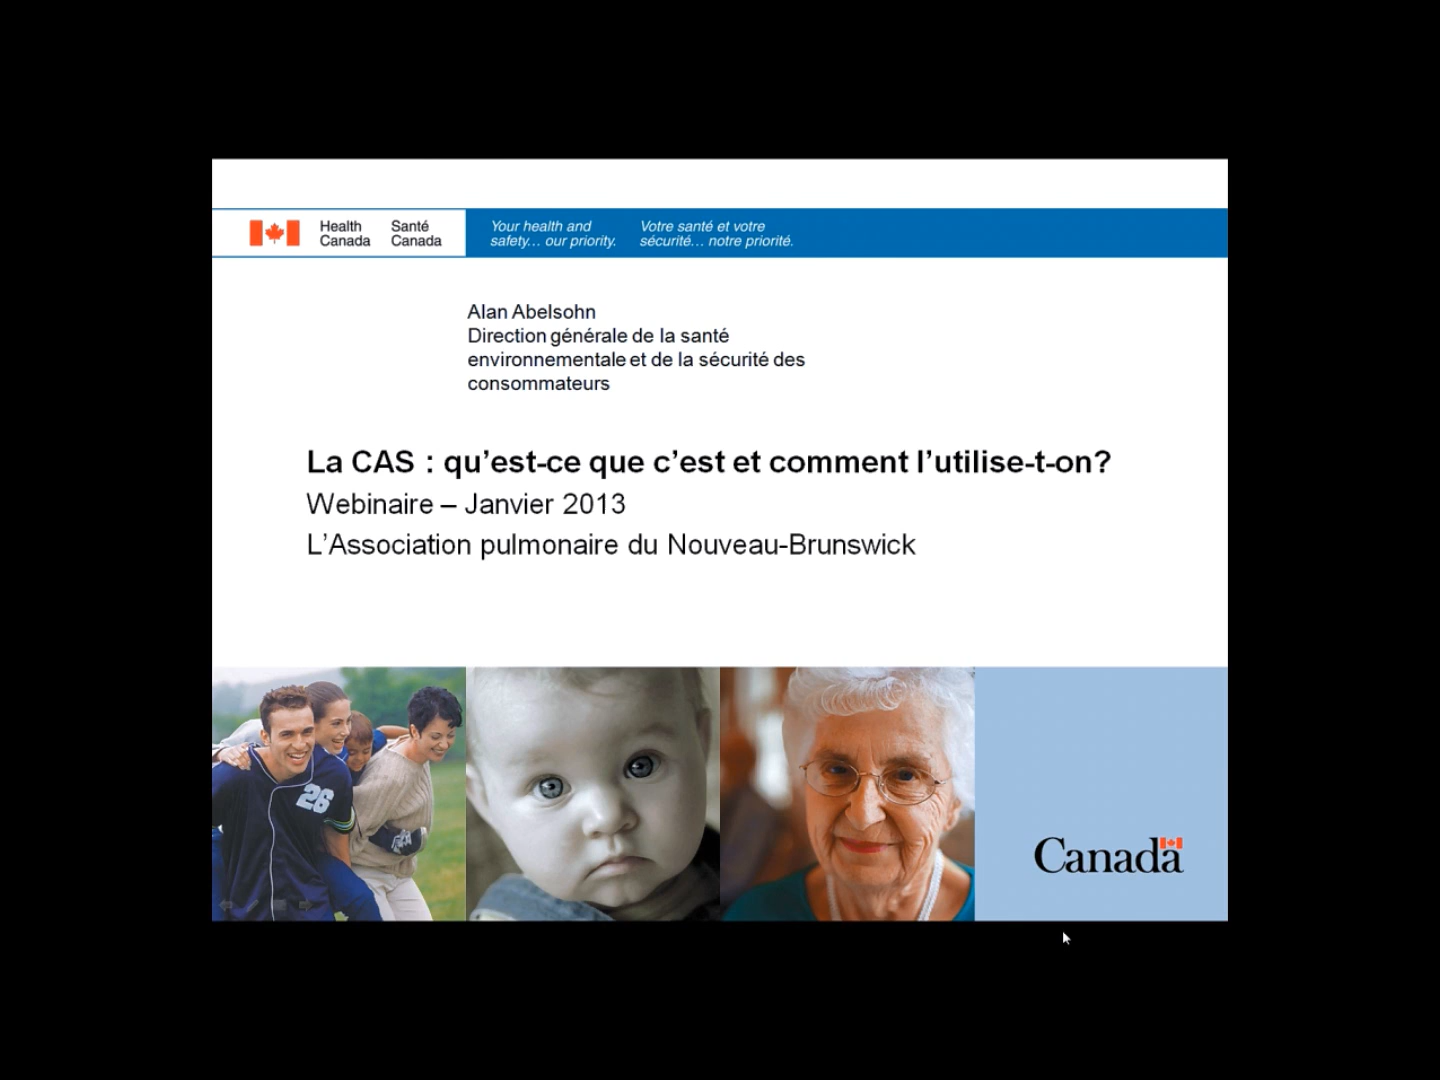 Health Canada
Santé Canada
Your health and
safety... our priority.
Votre santé et votre
sécurité... notre priorité.
Alan Abelsohn
Direction générale de la santé
environnementale et de la sécurité des
consommateurs
La CAS : qu’est-ce que c’est et comment l’utilise-t-on?
Webinaire – Janvier 2013
L’Association pulmonaire du Nouveau-Brunswick
26
Canada